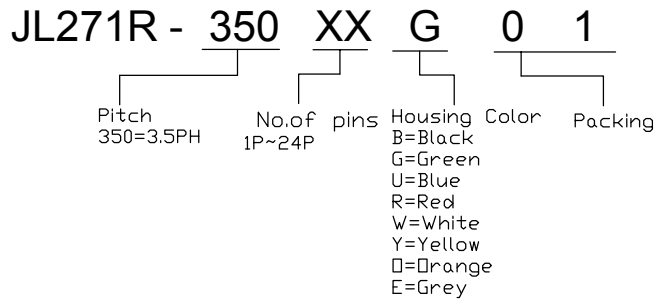 JL271R - 350 XX G 0 1
Pitch
350=3.5PH
No.of pins
1P~24P
Housing Color
B=Black
G=Green
U=Blue
R=Red
W=White
Y=Yellow
O=Orange
E=Grey
Packing